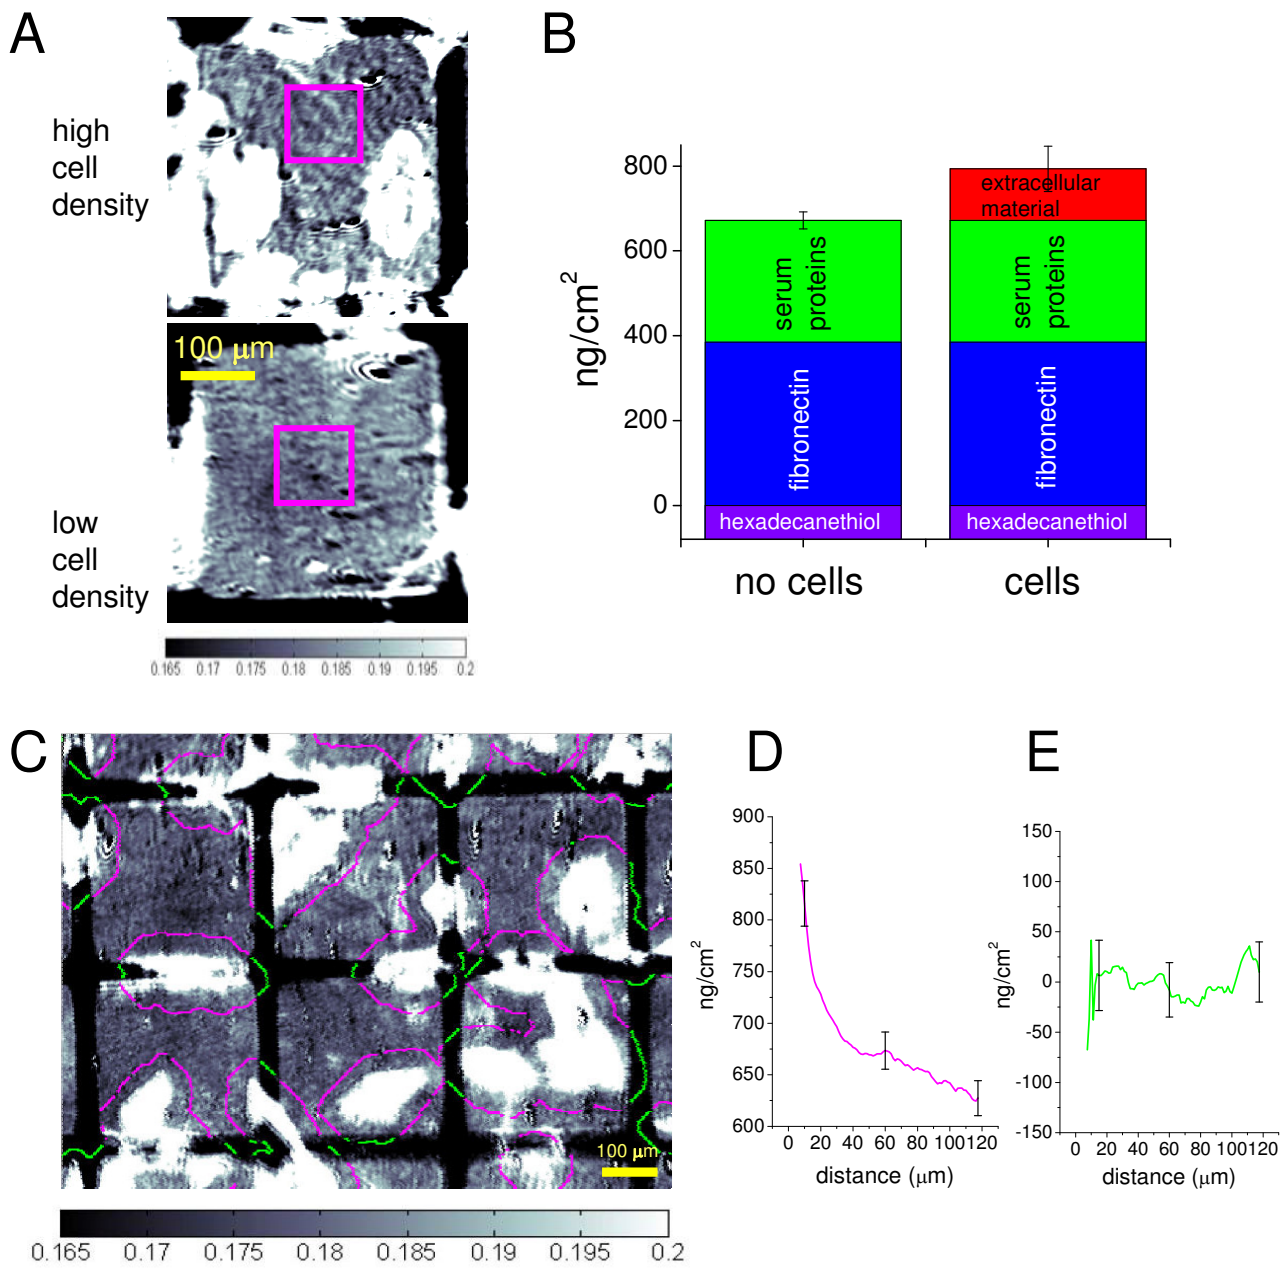 A
high
cell
density
100 μm
low
cell
density
0.165 0.17 0.175 0.18 0.185 0.19 0.195 0.2
B
ng/cm2
800
600
400
200
0
serum
proteins
fibronectin
hexadecanethiol
extracellular
material
serum
proteins
fibronectin
hexadecanethiol
no cells
cells
C
100 μm
0.165 0.17 0.175 0.18 0.185 0.19 0.195 0.2
D
ng/cm2
900
850
800
750
700
650
600
0 20 40 60 80 100 120
distance (μm)
E
ng/cm2
150
100
50
0
-50
-100
-150
0 20 40 60 80 100 120
distance (μm)